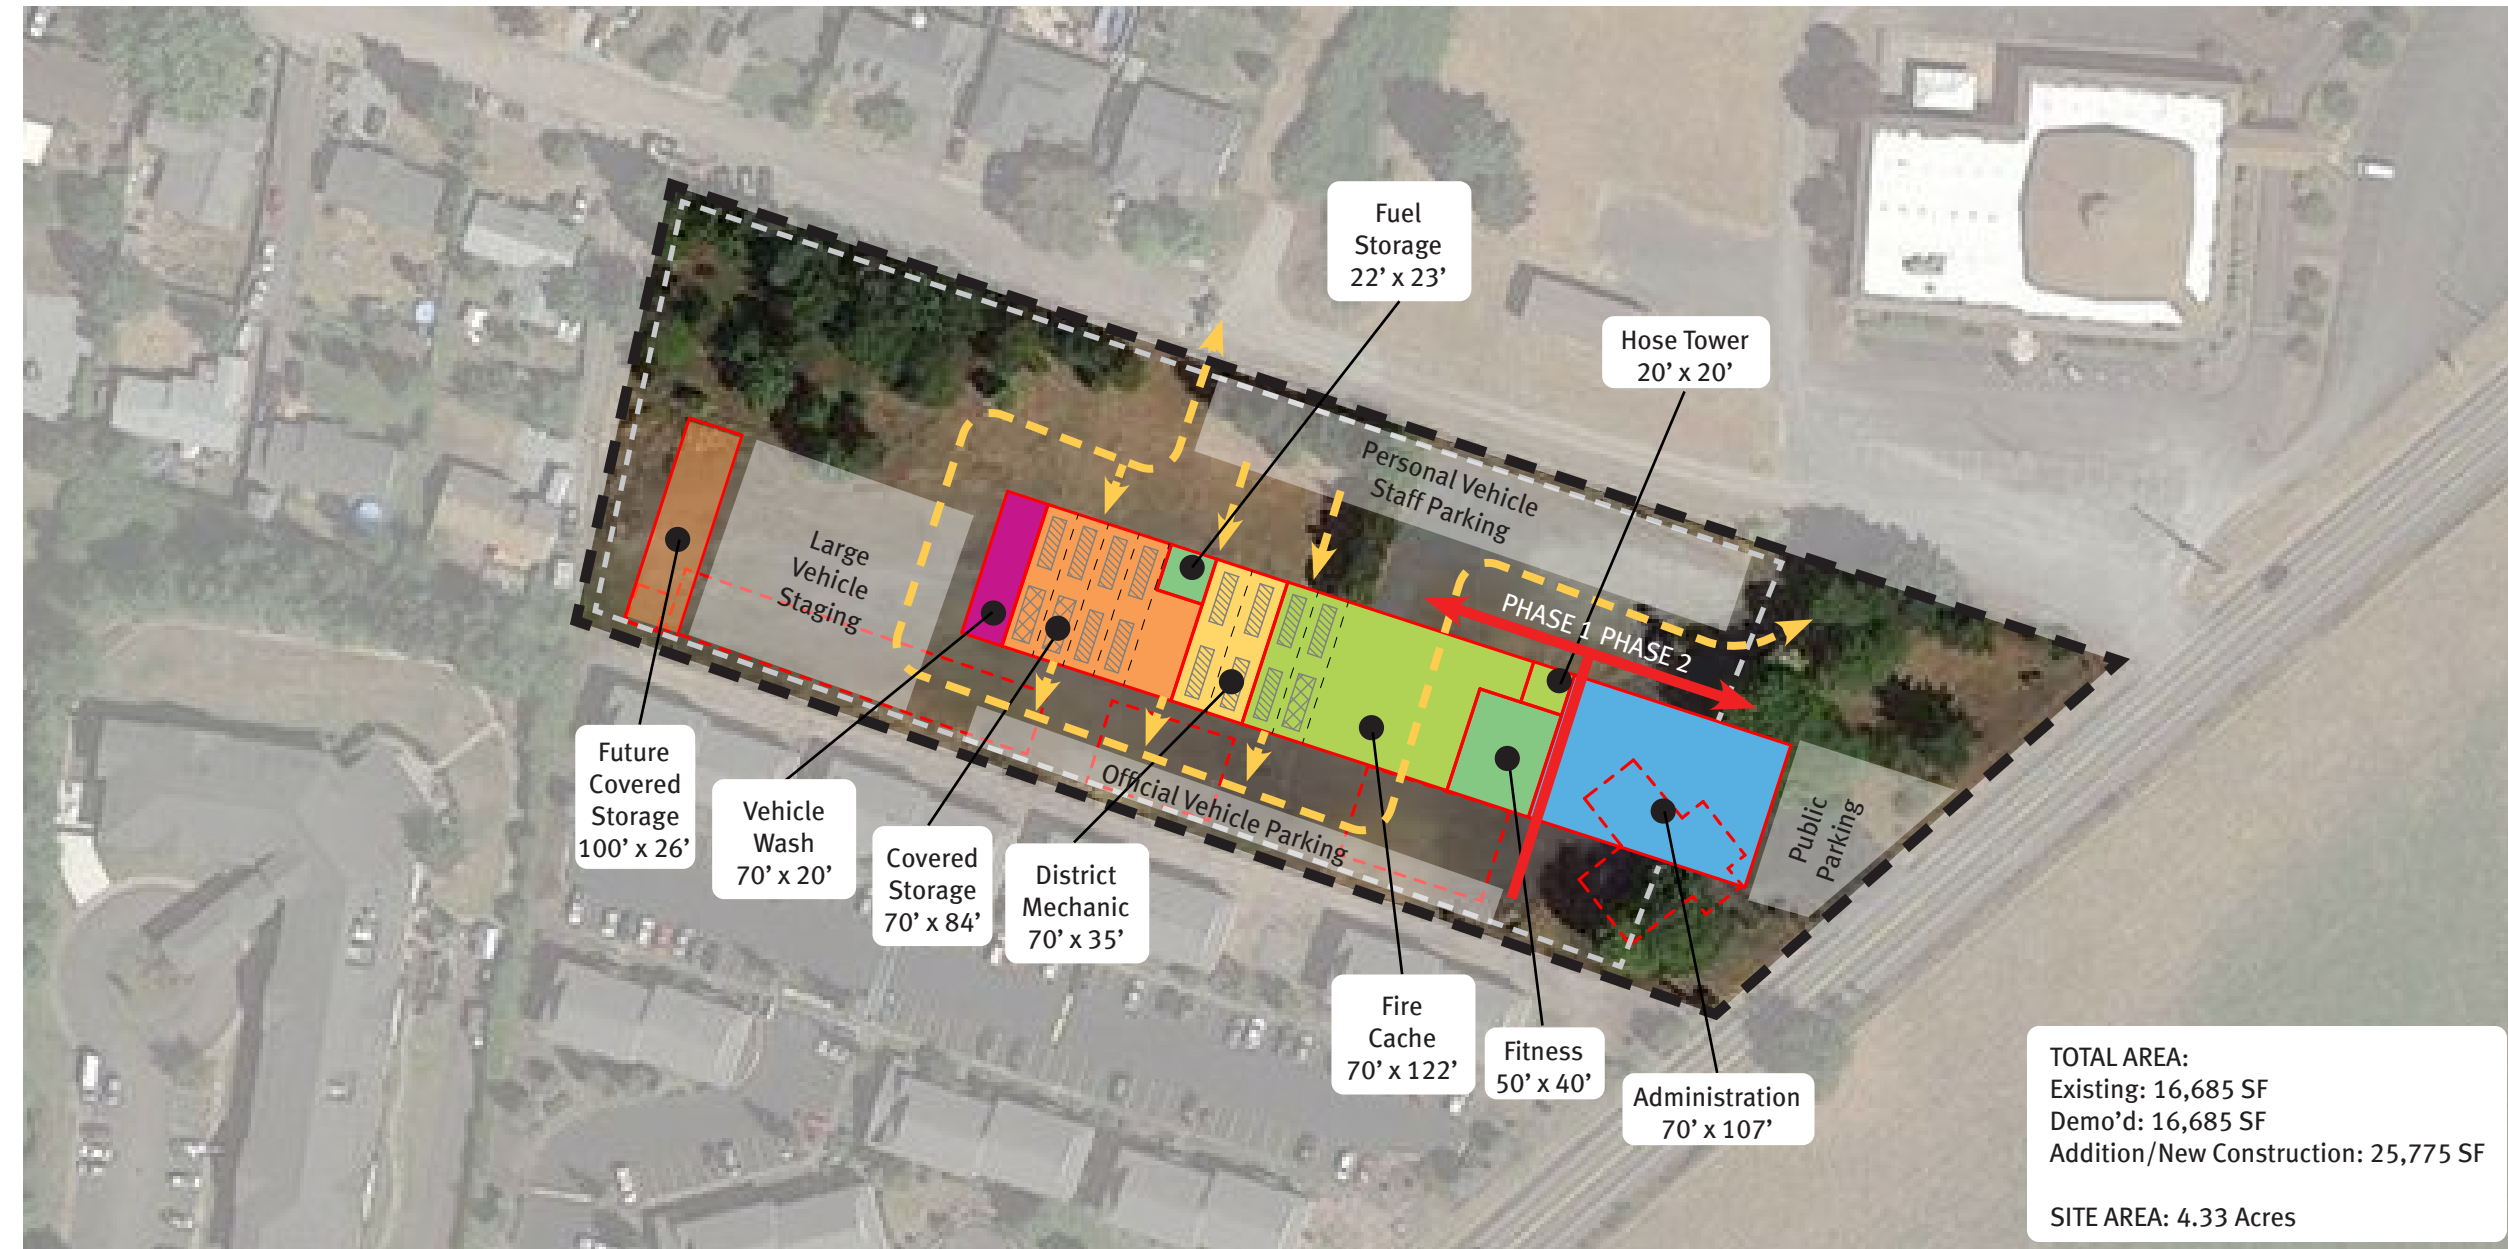 Fuel
Storage
22’ x 23’
Hose Tower
20’ x 20’
Personal Vehicle
Staff Parking
Large
Vehicle
Staging
PHASE 1 PHASE 2
Official Vehicle Parking
Public
Parking
Future
Covered
Storage
100’ x 26’
Vehicle
Wash
70’ x 20’
Covered
Storage
70’ x 84’
District
Mechanic
70’ x 35’
Fire
Cache
70’ x 122’
Fitness
50’ x 40’
Administration
70’ x 107’
TOTAL AREA:
Existing: 16,685 SF
Demo’d: 16,685 SF
Addition/New Construction: 25,775 SF
SITE AREA: 4.33 Acres